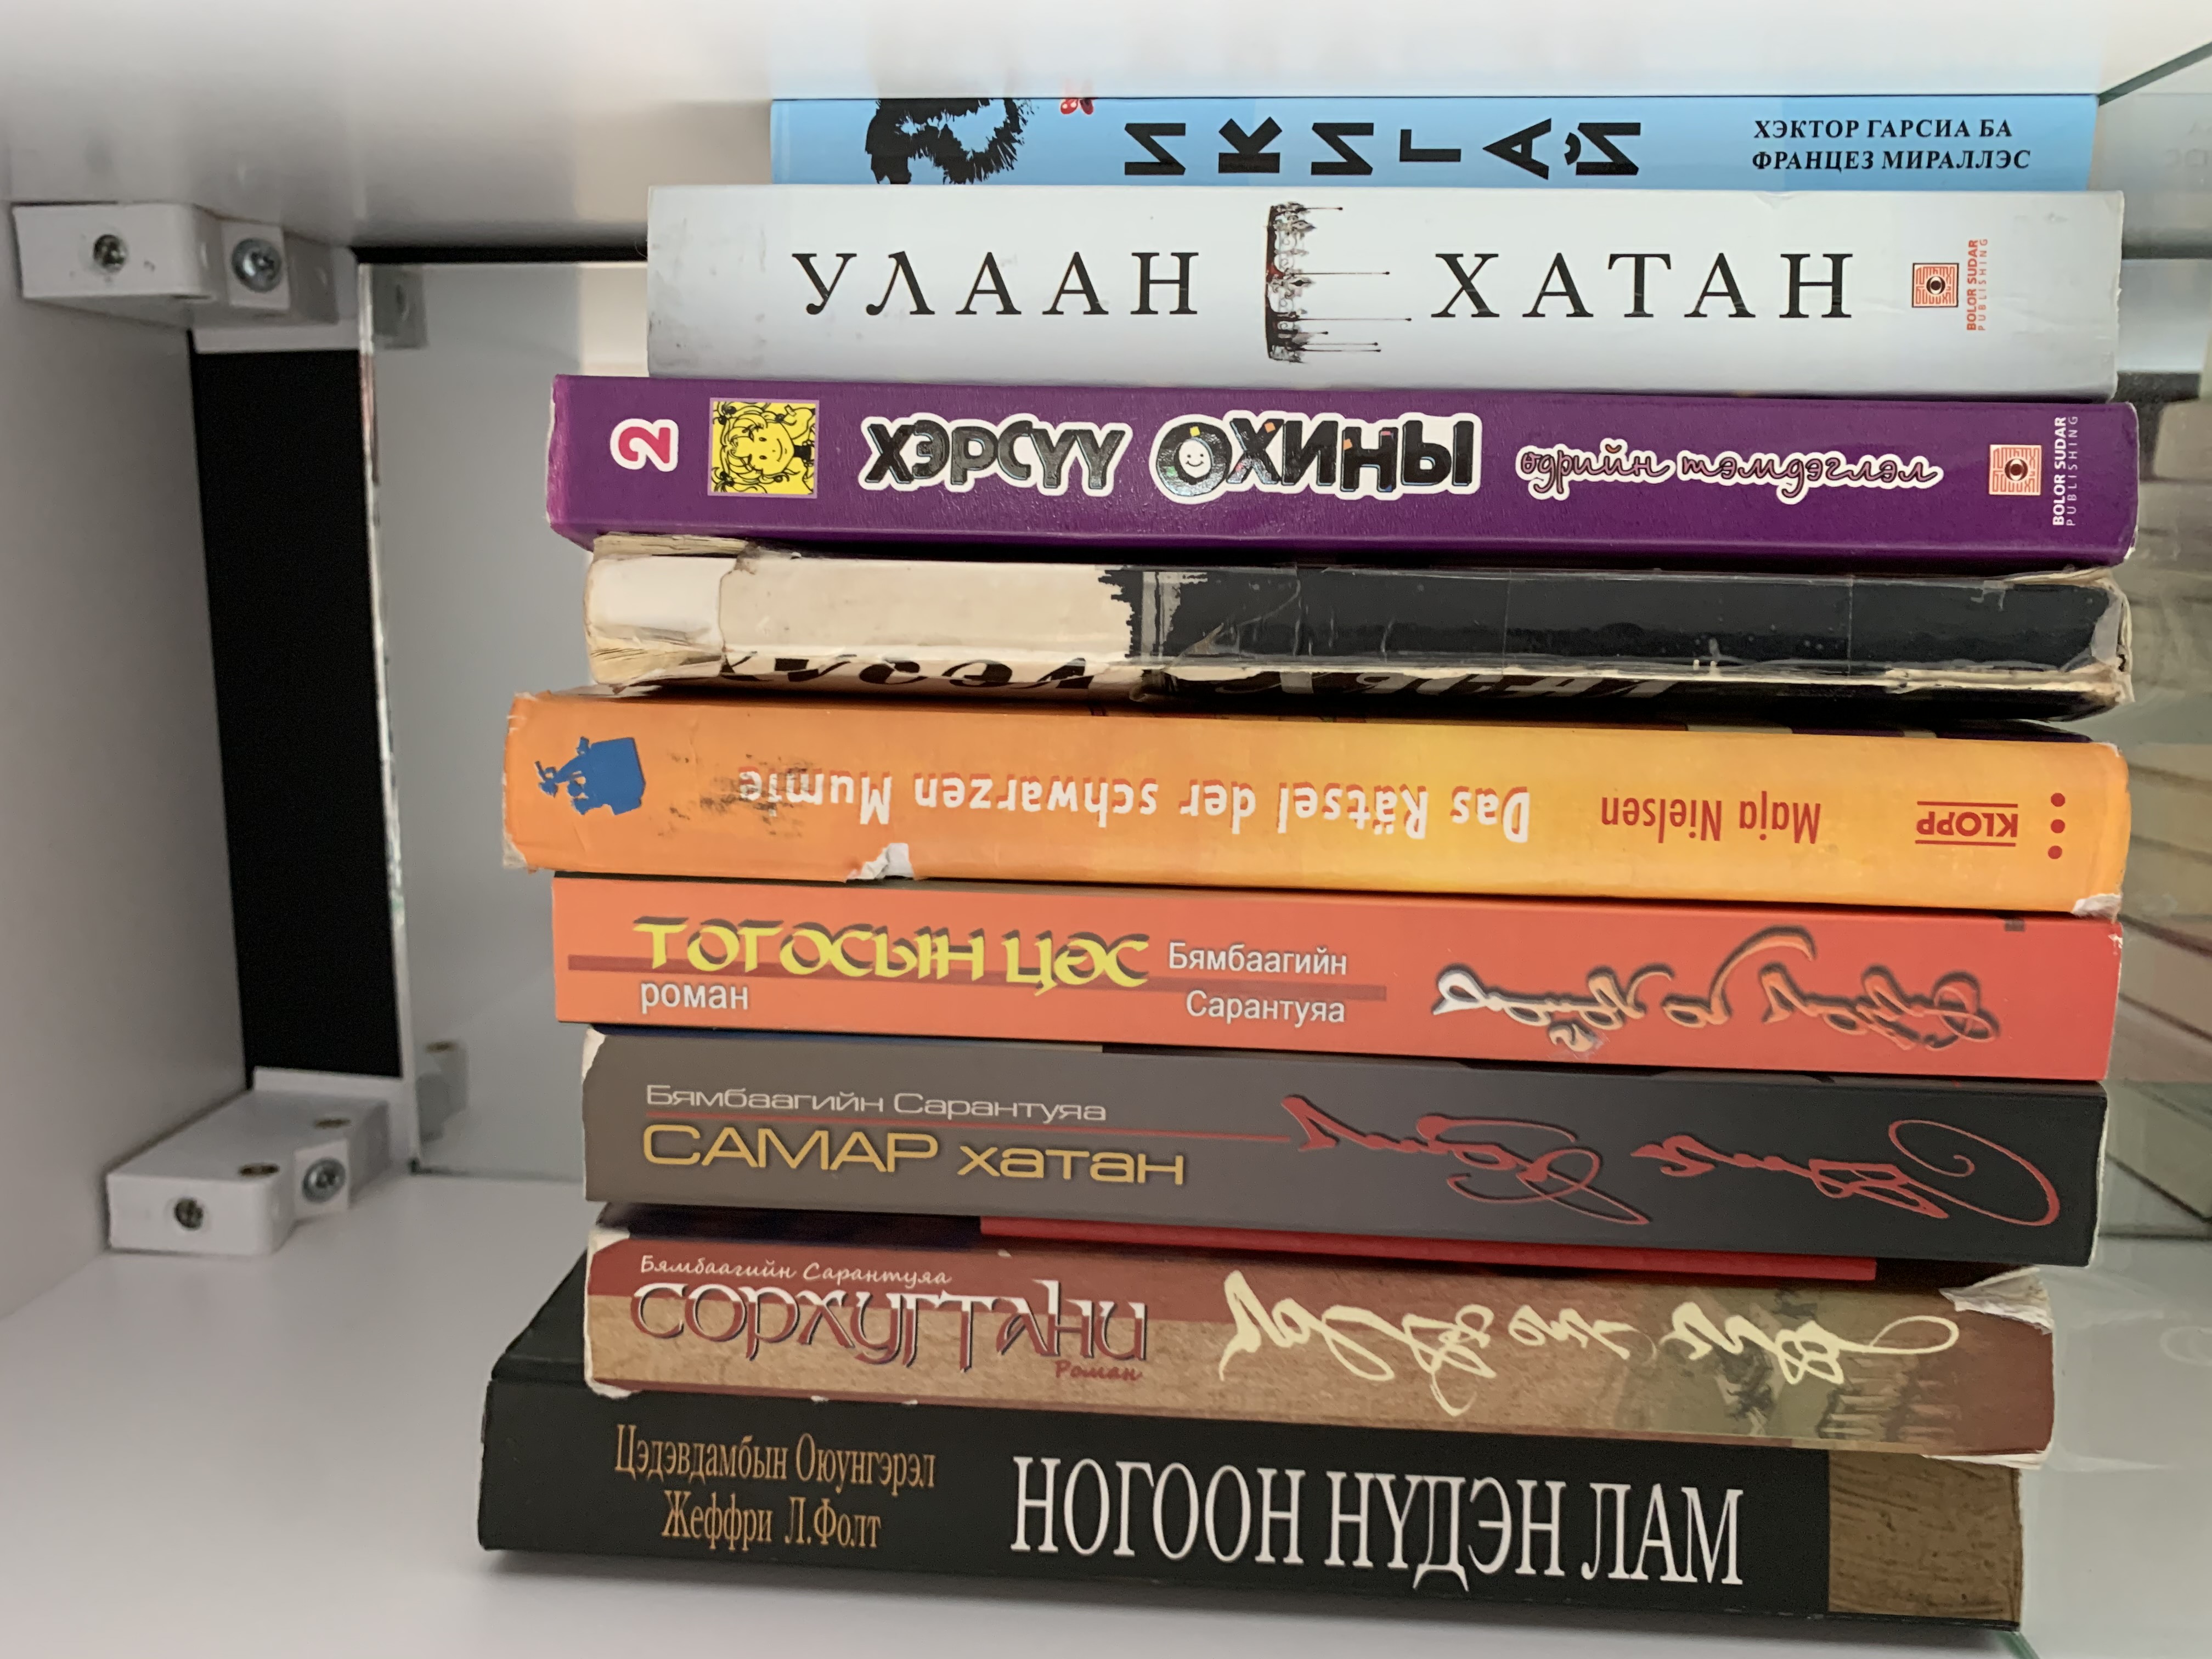 Цэдэвдамбын Оюунгэрэл
Жеффри Л.Фолт
НОГООН НҮДЭН ЛАМ
Бямбаагийн Сарантуяа
СОРХУГТАНИ
Роман
Бямбаагийн Сарантуяа
САМАР ХАТАН
ТОГОСЫН ЦӨС
роман
Бямбаагийн
Сарантуяа
Das Rätsel der schwarzen Mumie
Maja Nielsen
KLOPP
2
ХЭРСҮҮ ОХИНЫ
өдрийн тэмдэглэл
BOLOR SUDAR
PUBLISHING
УЛААН ХАТАН
BOLOR SUDAR
PUBLISHING
ИКИГАЙ
ХЭКТОР ГАРСИА БА
ФРАНЦЕЗ МИРАЛЛЭС